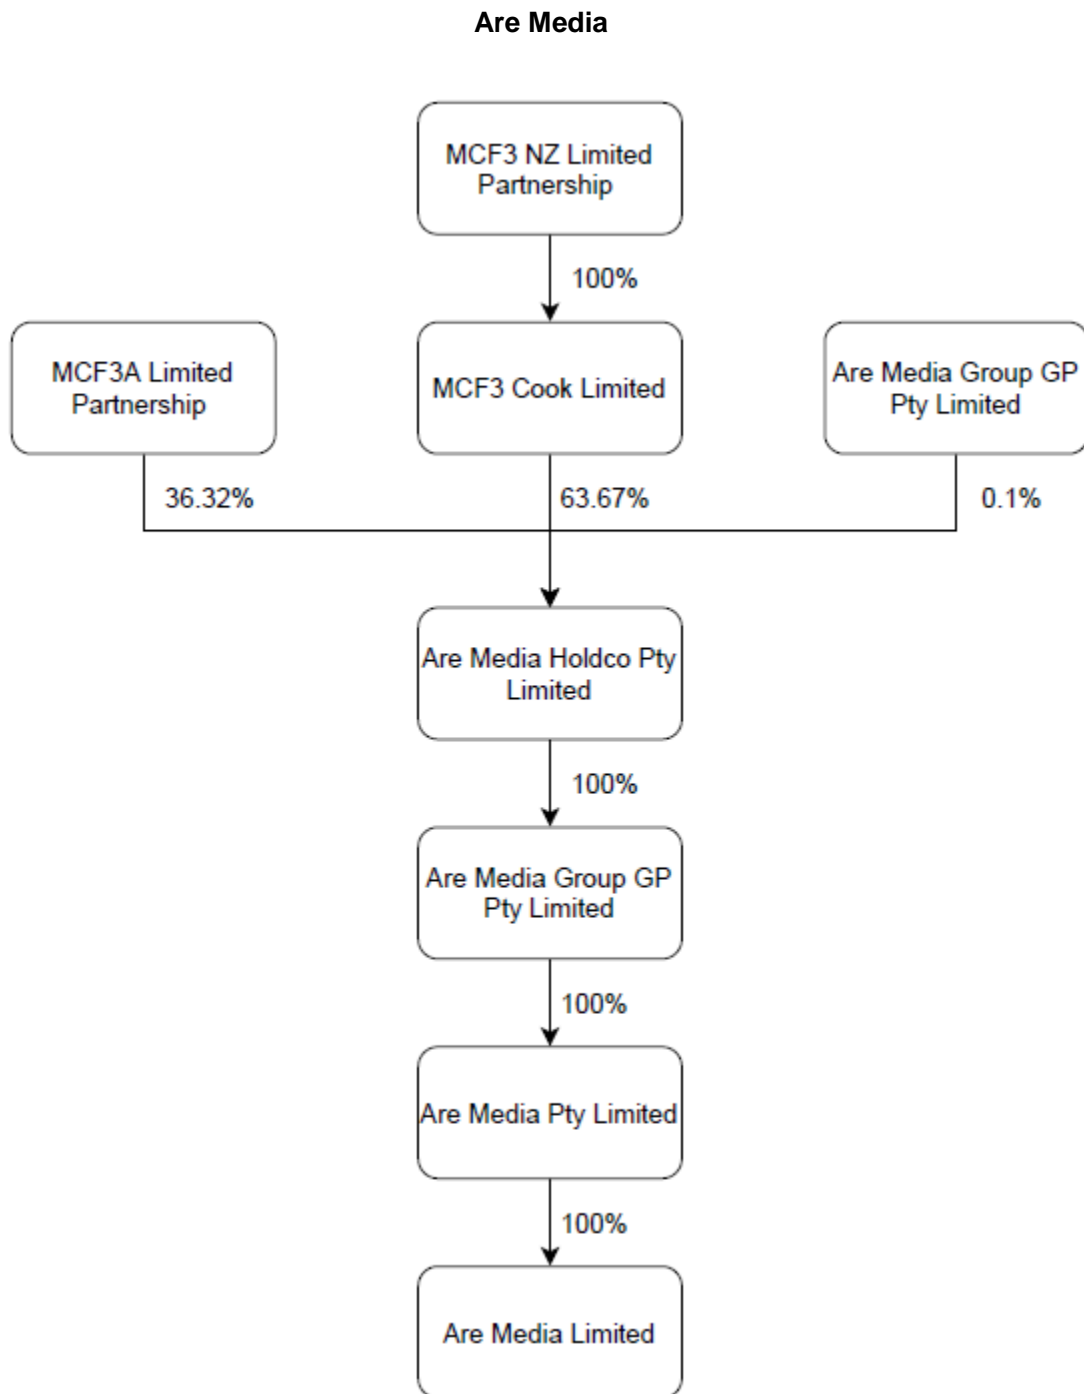 Are Media
MCF3 NZ Limited
Partnership
100%
MCF3A Limited
Partnership
MCF3 Cook Limited
Are Media Group GP
Pty Limited
36.32%
63.67%
0.1%
Are Media Holdco Pty
Limited
100%
Are Media Group GP
Pty Limited
100%
Are Media Pty Limited
100%
Are Media Limited